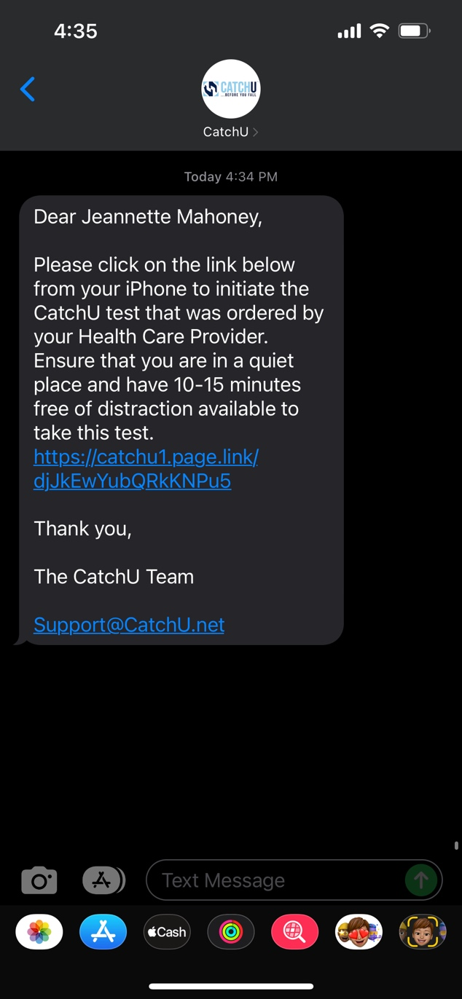 4:35
CATCHU
...BEFORE YOU FALL
CatchU
Today 4:34 PM
Dear Jeannette Mahoney,
Please click on the link below
from your iPhone to initiate the
CatchU test that was ordered by
your Health Care Provider.
Ensure that you are in a quiet
place and have 10-15 minutes
free of distraction available to
take this test.
https://catchu1.page.link/
djJkEwYubQRkKNPu5
Thank you,
The CatchU Team
Support@CatchU.net
Text Message
Cash